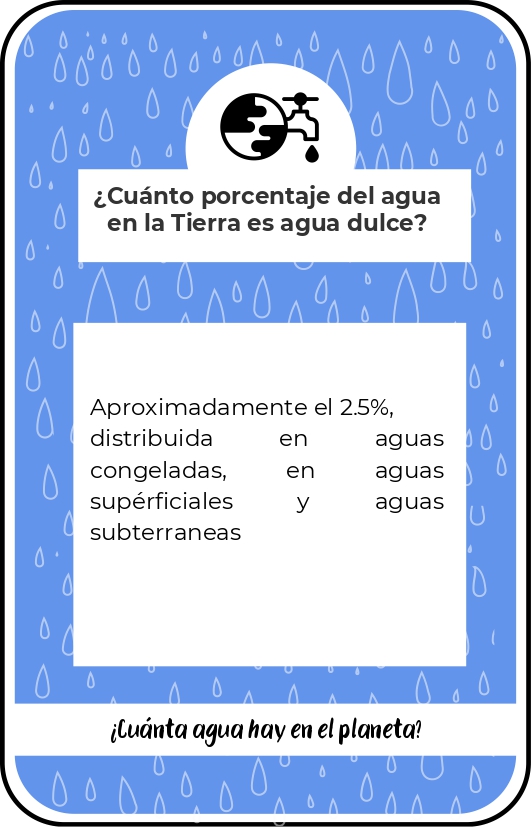 ¿Cuánto porcentaje del agua
en la Tierra es agua dulce?
Aproximadamente el 2.5%,
distribuida en aguas
congeladas, en aguas
supérficiales y aguas
subterraneas
¿Cuánta agua hay en el planeta?